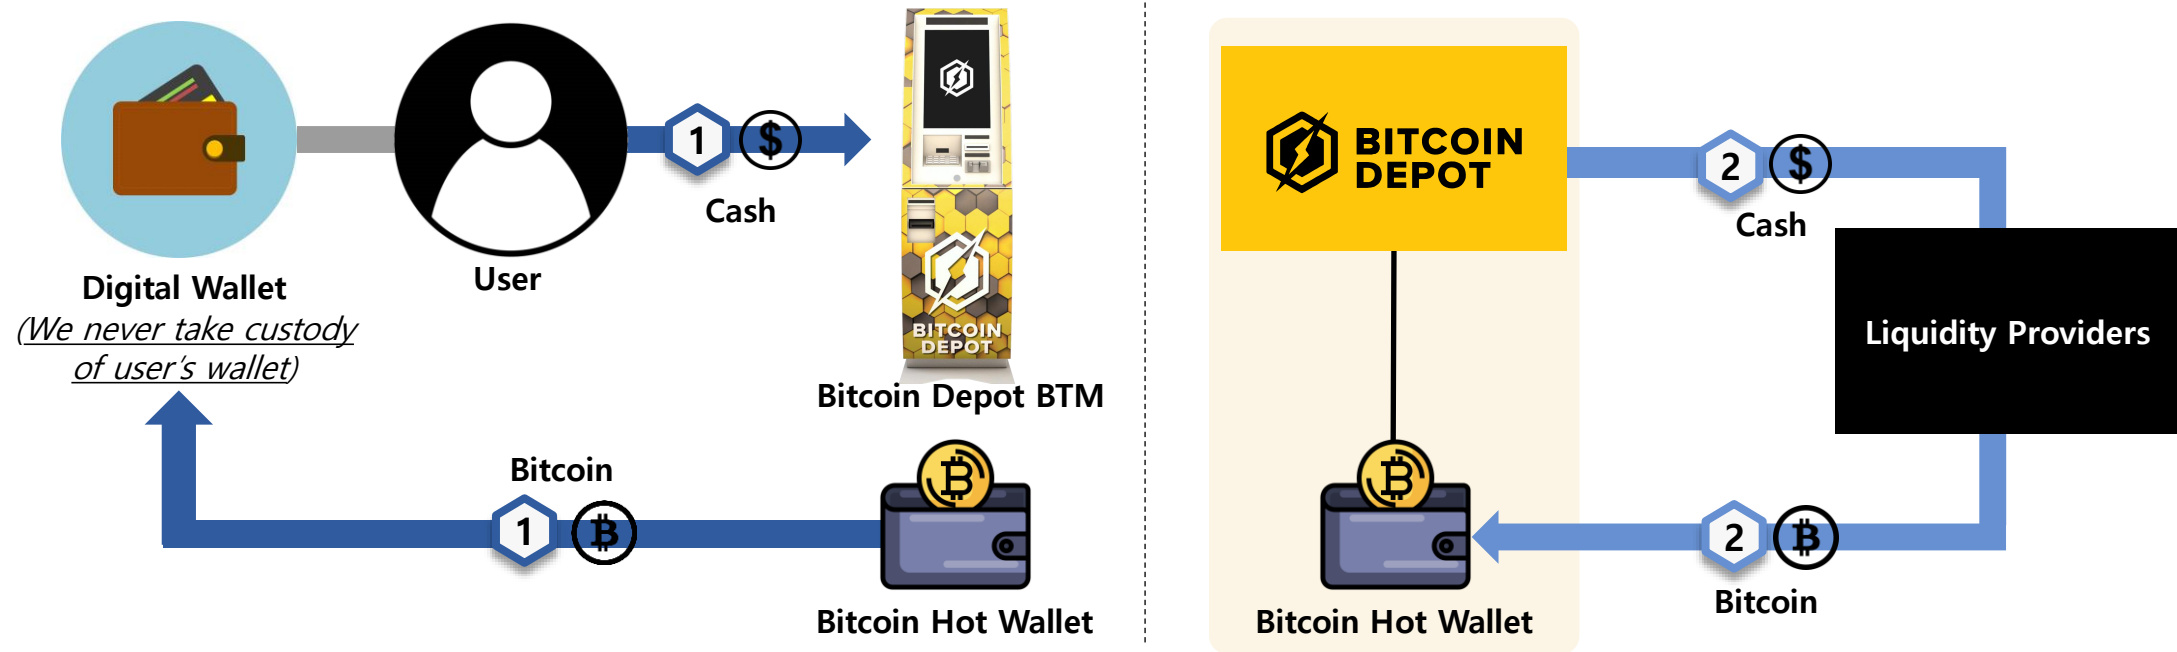 1
$
Cash
Digital Wallet
(We never take custody
of user's wallet)
User
BITCOIN
DEPOT
Bitcoin Depot BTM
Bitcoin
1
Bitcoin Hot Wallet
BITCOIN
DEPOT
2
$
Cash
Liquidity Providers
2
Bitcoin
Bitcoin Hot Wallet